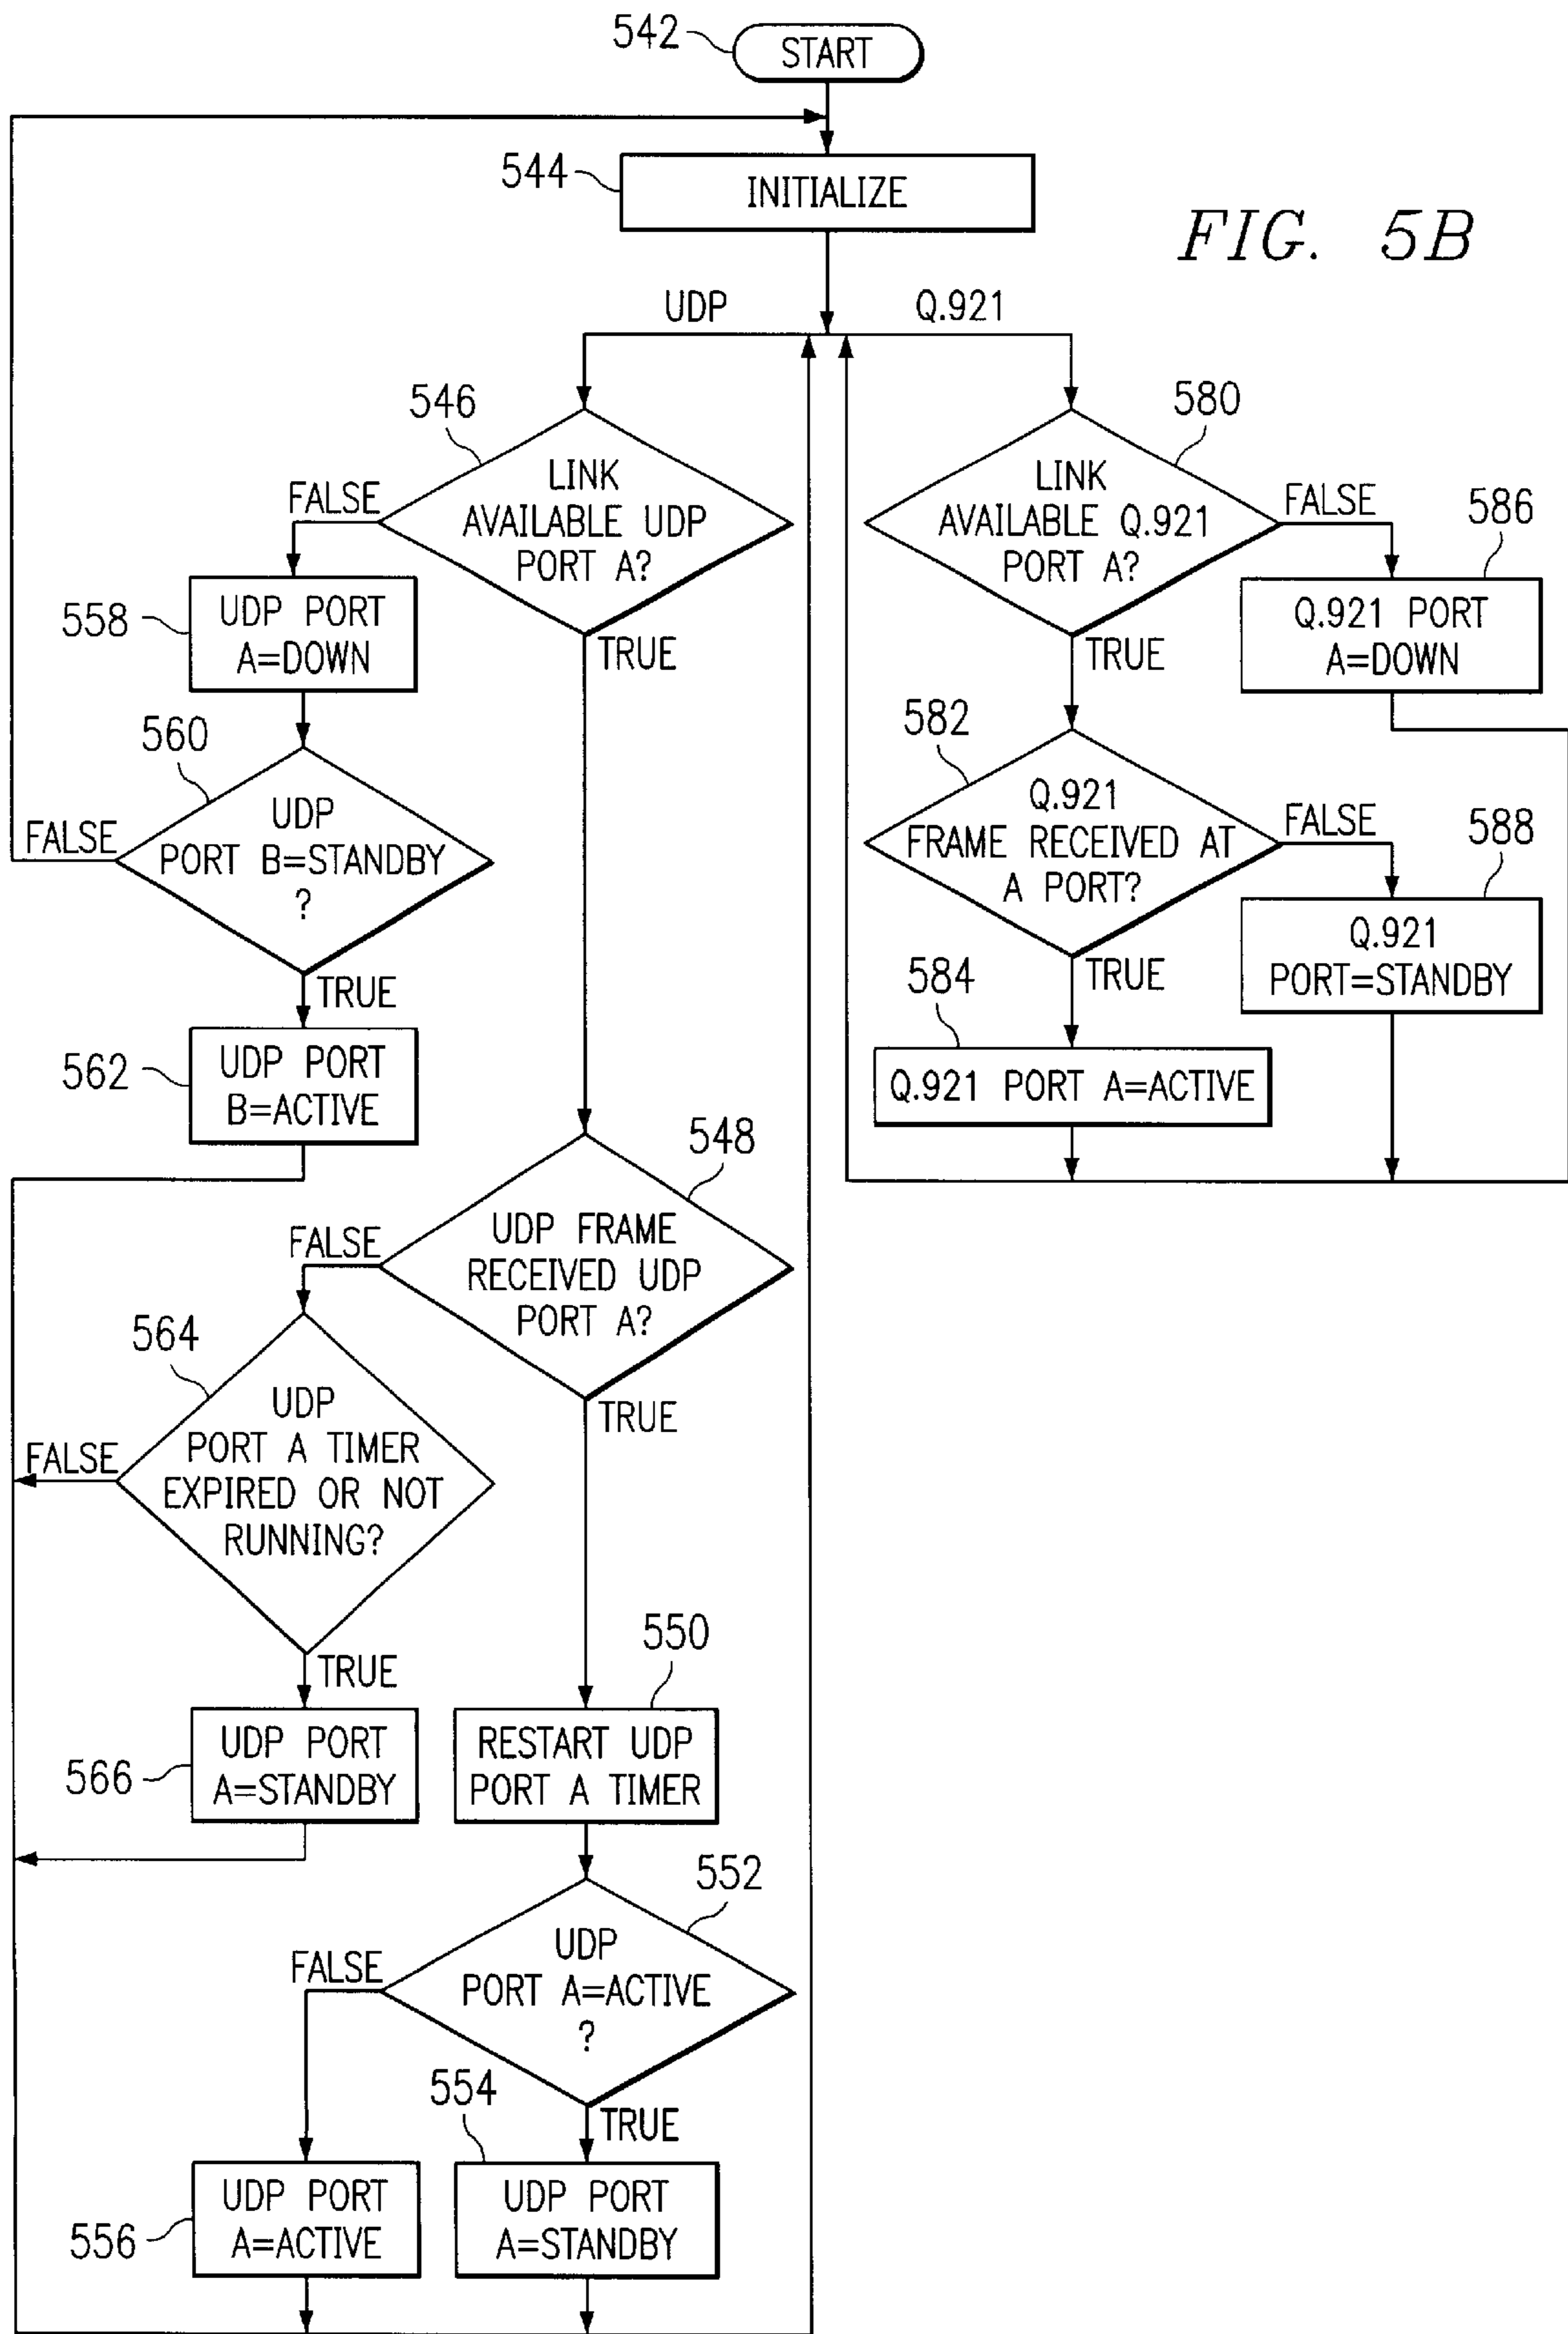 542
START
544
INITIALIZE
FIG. 5B
UDP
Q.921
546
LINK
AVAILABLE UDP
PORT A?
FALSE
TRUE
558
UDP PORT
A=DOWN
560
UDP
PORT B=STANDBY
?
FALSE
TRUE
562
UDP PORT
B=ACTIVE
548
UDP FRAME
RECEIVED UDP
PORT A?
FALSE
TRUE
564
UDP
PORT A TIMER
EXPIRED OR NOT
RUNNING?
FALSE
TRUE
566
UDP PORT
A=STANDBY
550
RESTART UDP
PORT A TIMER
552
UDP
PORT A=ACTIVE
?
FALSE
TRUE
554
UDP PORT
A=STANDBY
556
UDP PORT
A=ACTIVE
580
LINK
AVAILABLE Q.921
PORT A?
FALSE
TRUE
586
Q.921 PORT
A=DOWN
582
Q.921
FRAME RECEIVED AT
A PORT?
FALSE
TRUE
588
Q.921
PORT=STANDBY
584
Q.921 PORT A=ACTIVE